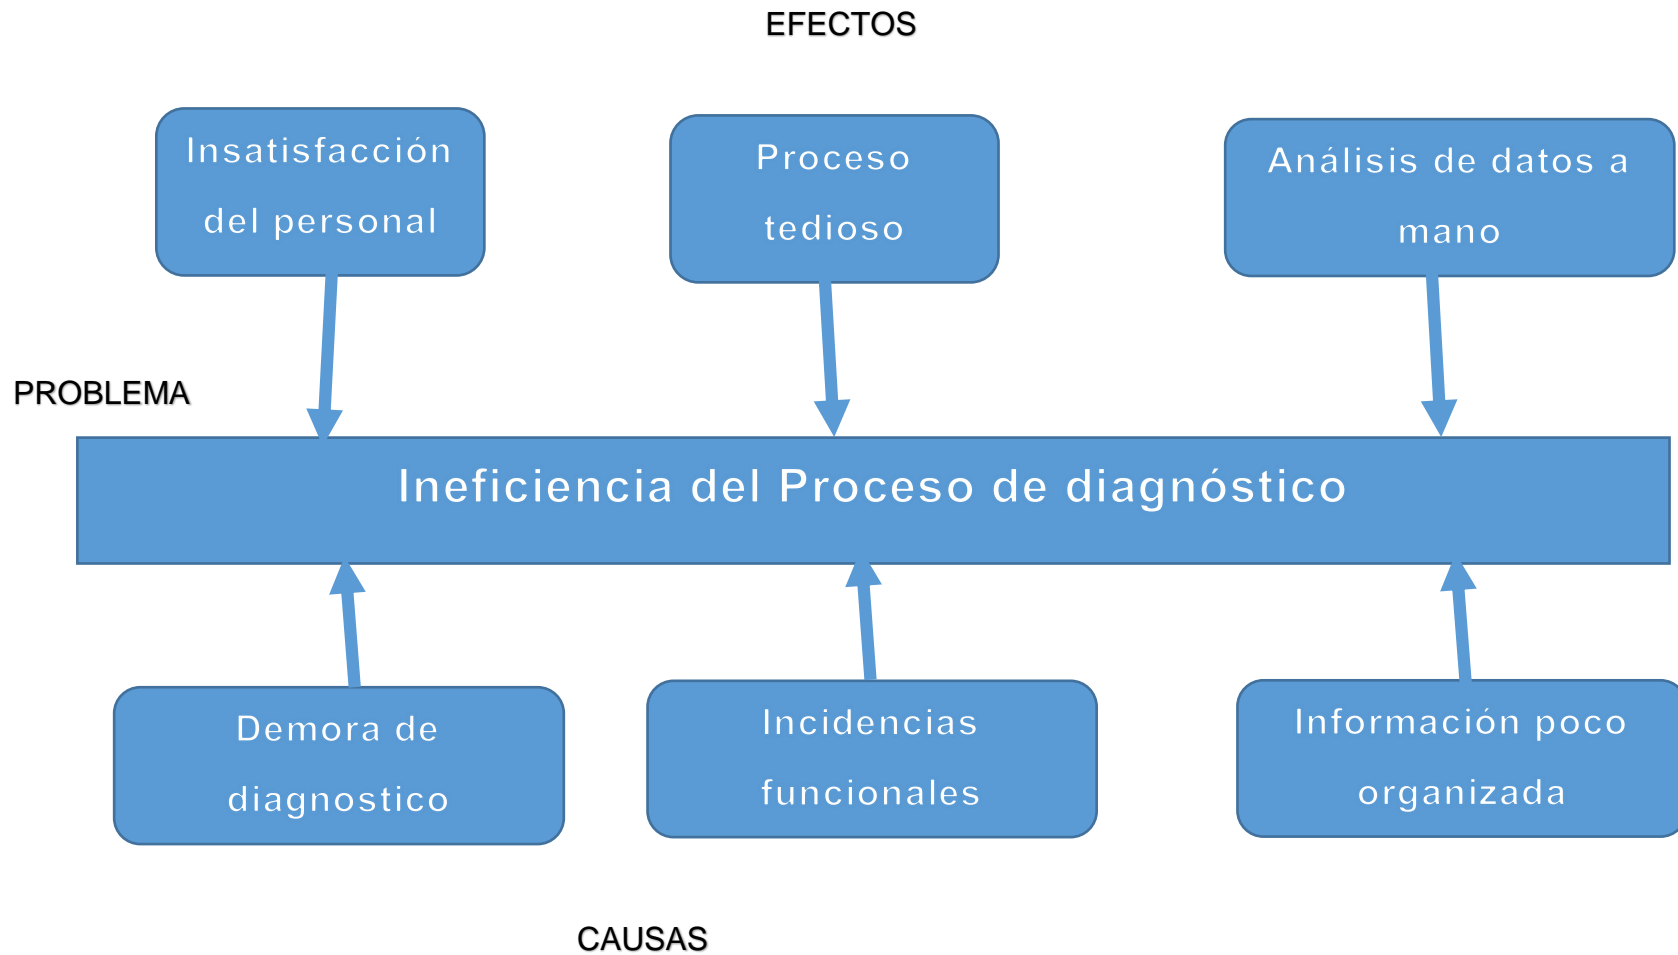 EFECTOS
Insatisfacción
del personal
Proceso
tedioso
Análisis de datos a
mano
PROBLEMA
Ineficiencia del Proceso de diagnóstico
Demora de
diagnostico
Incidencias
funcionales
Información poco
organizada
CAUSAS